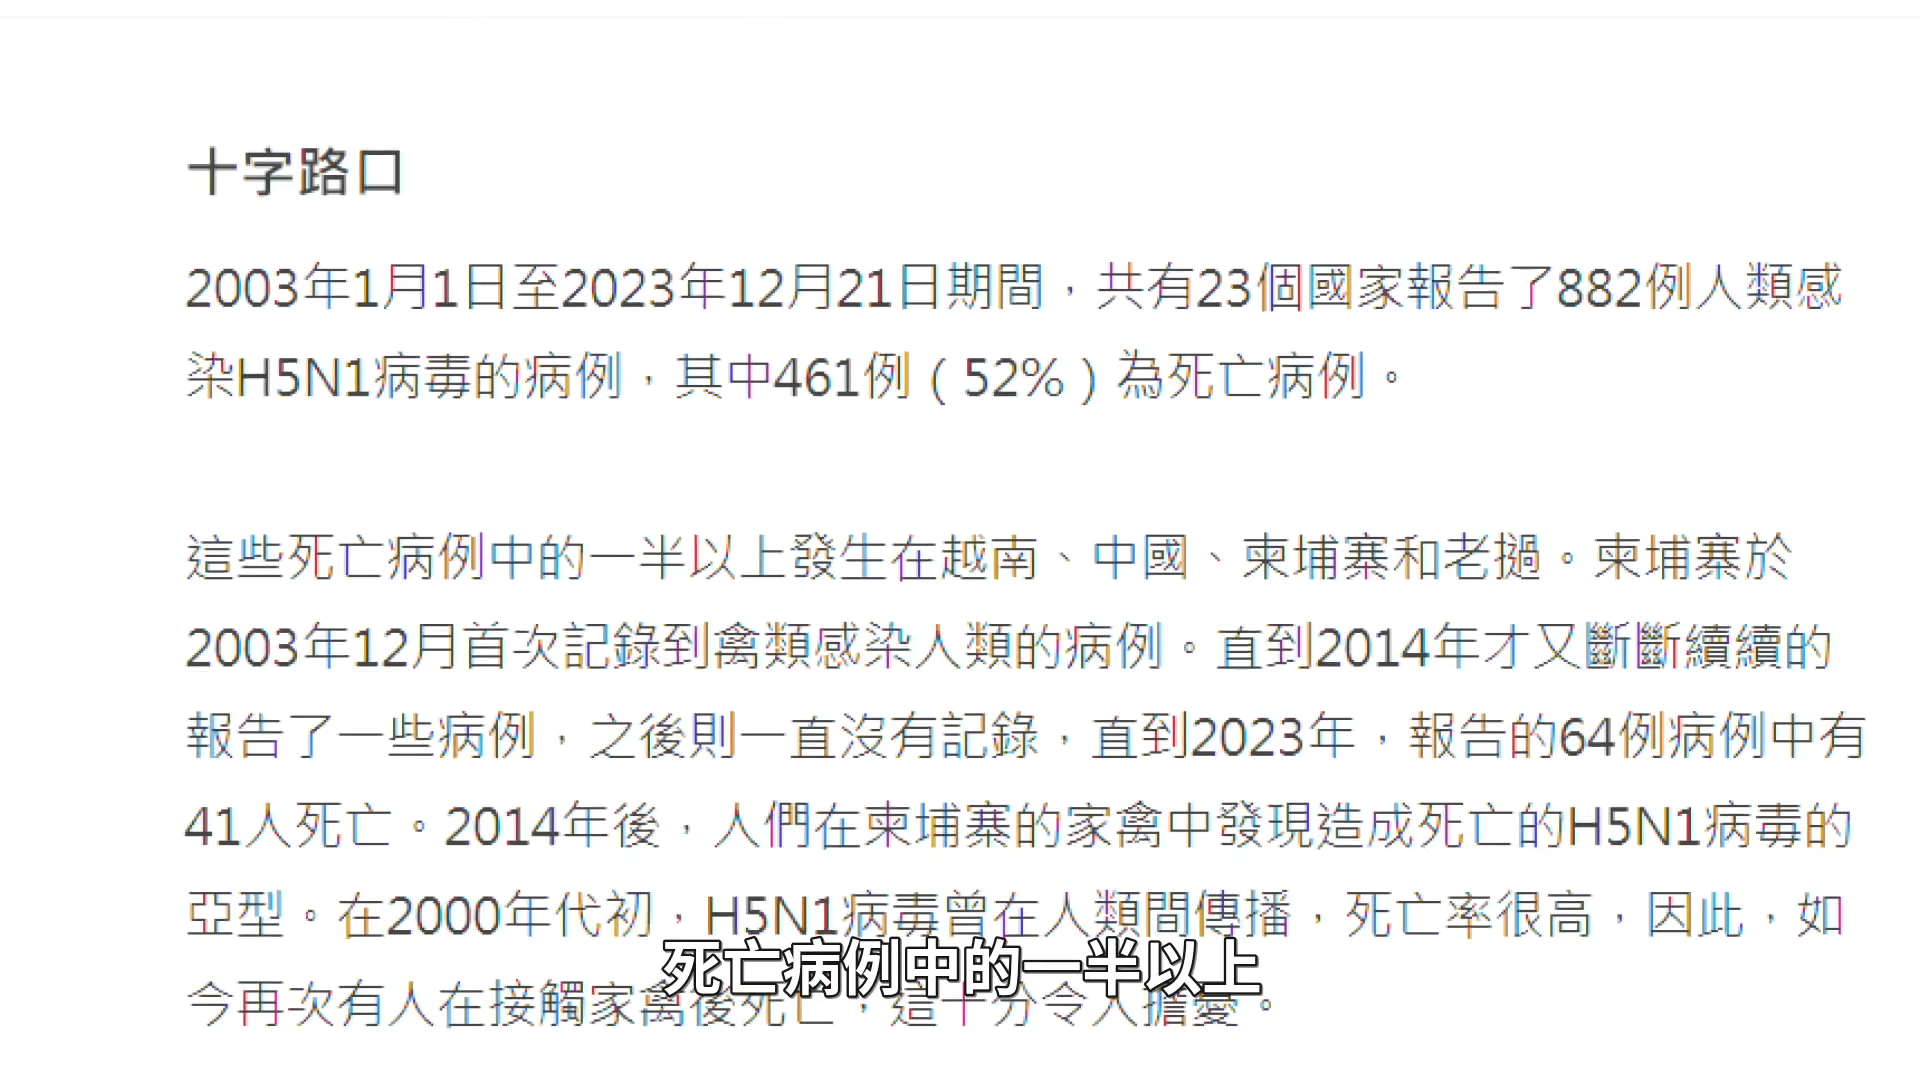 十字路口
2003年1月1日至2023年12月21日期間，共有23個國家報告了882例人類感
染H5N1病毒的病例，其中461例（52%）為死亡病例。
這些死亡病例中的一半以上發生在越南、中國、柬埔寨和老撾。柬埔寨於
2003年12月首次記錄到禽類感染人類的病例。直到2014年才又斷斷續續的
報告了一些病例，之後則一直沒有記錄，直到2023年，報告的64例病例中有
41人死亡。2014年後，人們在柬埔寨的家禽中發現造成死亡的H5N1病毒的
亞型。在2000年代初，H5N1病毒曾在人類間傳播，死亡率很高，因此，如
今再次有人在接觸家禽後死亡，這十分令人擔憂。
死亡病例中的一半以上